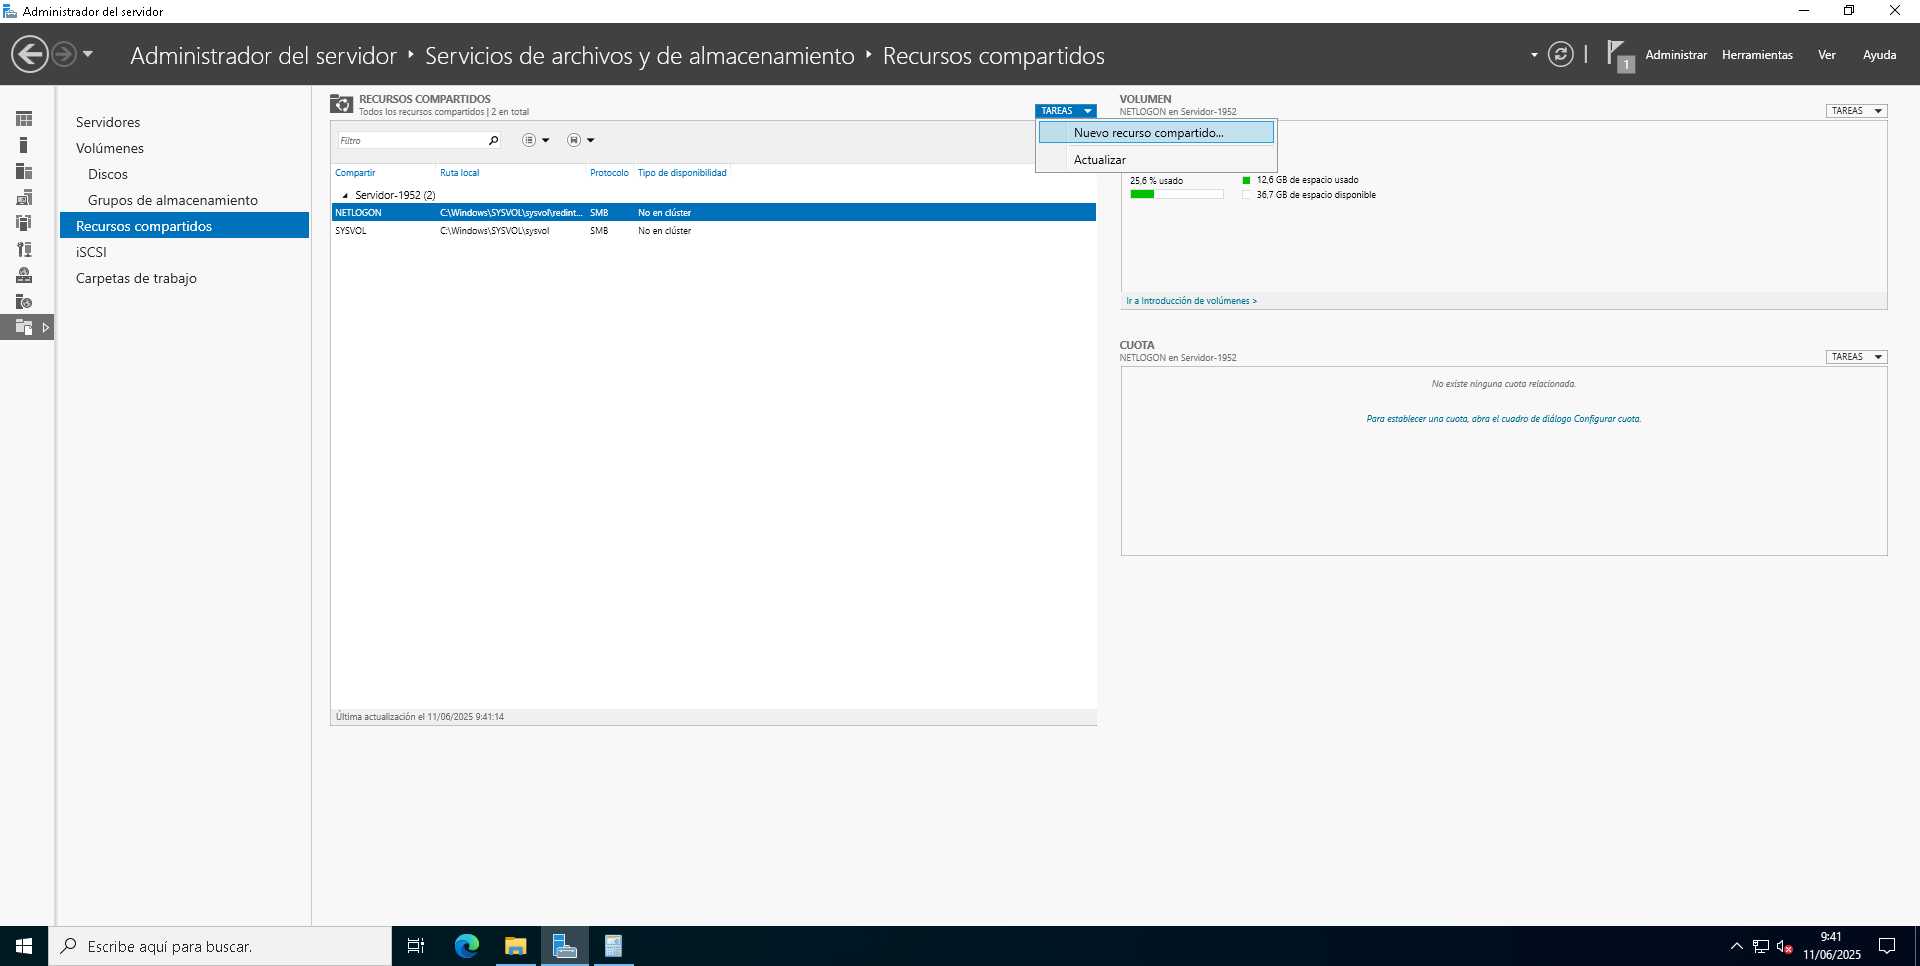 Administrador del servidor
Administrador del servidor ‣ Servicios de archivos y de almacenamiento ‣ Recursos compartidos
1
Administrar
Herramientas
Ver
Ayuda
Servidores
Volúmenes
Discos
Grupos de almacenamiento
Recursos compartidos
iSCSI
Carpetas de trabajo
RECURSOS COMPARTIDOS
Todos los recursos compartidos | 2 en total
TAREAS
Nuevo recurso compartido...
Actualizar
Filtro
Compartir Ruta local Protocolo Tipo de disponibilidad
Servidor-1952 (2)
NETLOGON C:\Windows\SYSVOL\sysvol\redint... SMB No en clúster
SYSVOL C:\Windows\SYSVOL\sysvol SMB No en clúster
Última actualización el 11/06/2025 9:41:14
VOLUMEN
NETLOGON en Servidor-1952
TAREAS
25,6 % usado
12,6 GB de espacio usado
36,7 GB de espacio disponible
Ir a Introducción de volúmenes >
CUOTA
NETLOGON en Servidor-1952
TAREAS
No existe ninguna cuota relacionada.
Para establecer una cuota, abra el cuadro de diálogo Configurar cuota.
Escribe aquí para buscar.
9:41
11/06/2025